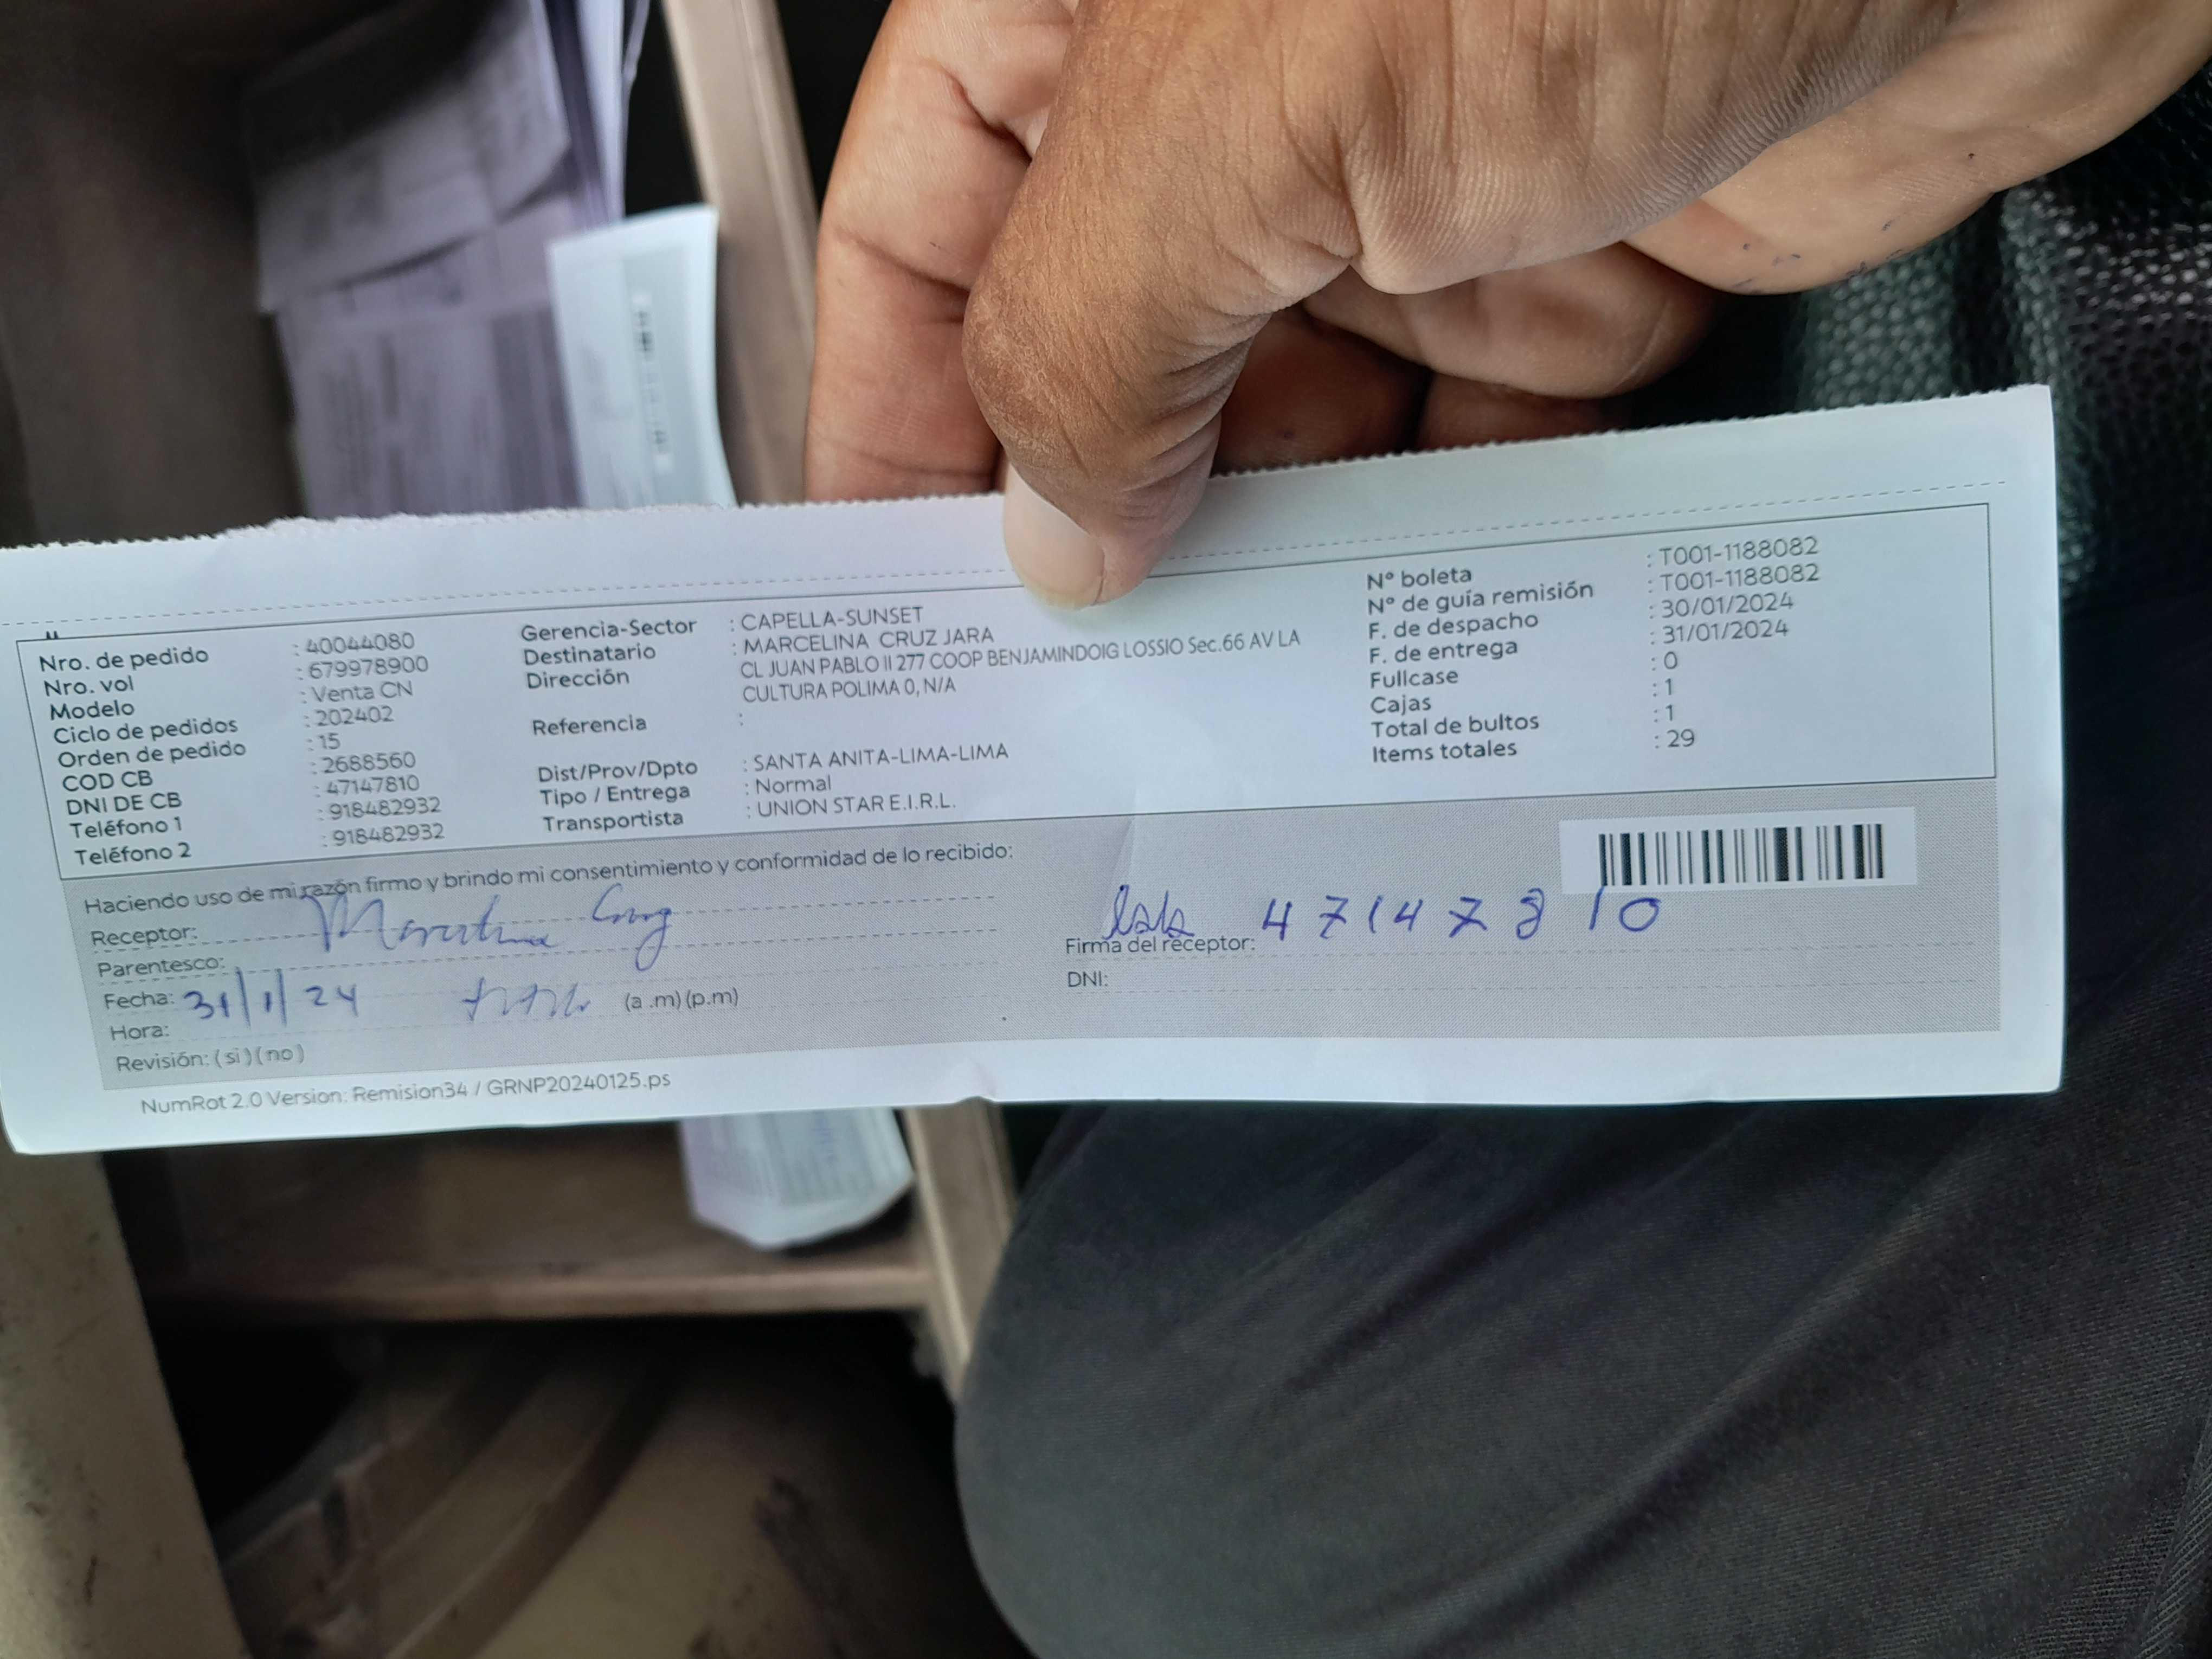 Nro. de pedido : 40044080
Nro. vol : 679978900
Modelo : Venta CN
Ciclo de pedidos : 202402
Orden de pedido : 15
COD CB : 2688560
DNI DE CB : 47147810
Teléfono 1 : 918482932
Teléfono 2 : 918482932
Gerencia-Sector : CAPELLA-SUNSET
Destinatario : MARCELINA CRUZ JARA
Dirección CL JUAN PABLO II 277 COOP BENJAMINDOIG LOSSIO Sec.66 AV LA
CULTURA POLIMA 0, N/A
Referencia :
Dist/Prov/Dpto : SANTA ANITA-LIMA-LIMA
Tipo / Entrega : Normal
Transportista : UNION STAR E.I.R.L.
N° boleta : T001-1188082
N° de guía remisión : T001-1188082
F. de despacho : 30/01/2024
F. de entrega : 31/01/2024
Fullcase : 0
Cajas : 1
Total de bultos : 1
Items totales : 29
Haciendo uso de mi razón firmo y brindo mi consentimiento y conformidad de lo recibido:
Receptor: Marcelina Cruz
Parentesco:
Fecha: 31/1/24 (a .m) (p.m)
Hora:
Revisión: ( si ) ( no )
47147810
Firma del receptor:
DNI:
NumRot 2.0 Version: Remision34 / GRNP20240125.ps